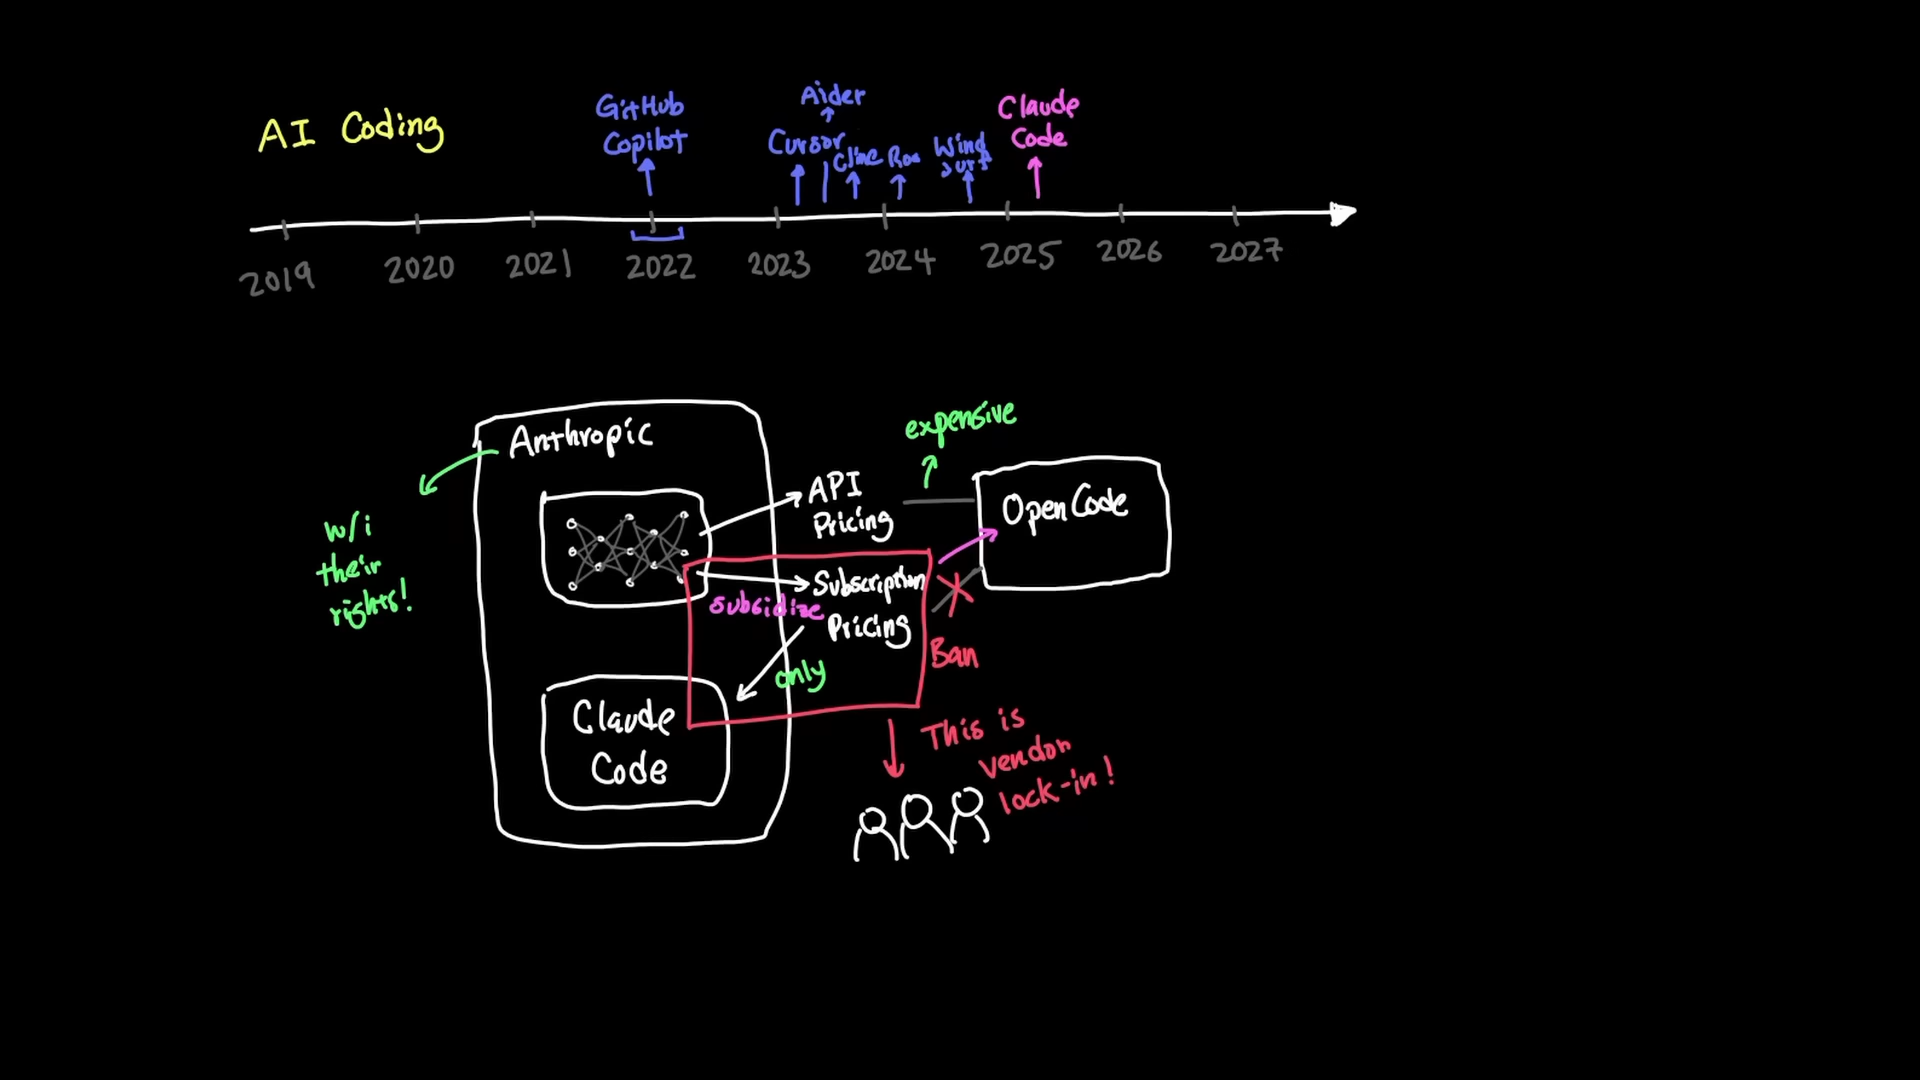 AI Coding
GitHub
Copilot
Aider
Cursor
Cline
Roo
Wind
surf
Claude
Code
2019
2020
2021
2022
2023
2024
2025
2026
2027
Anthropic
w/i
their
rights!
API
Pricing
expensive
OpenCode
Subscription
Pricing
subsidize
only
Ban
Claude
Code
This is
vendor
lock-in!